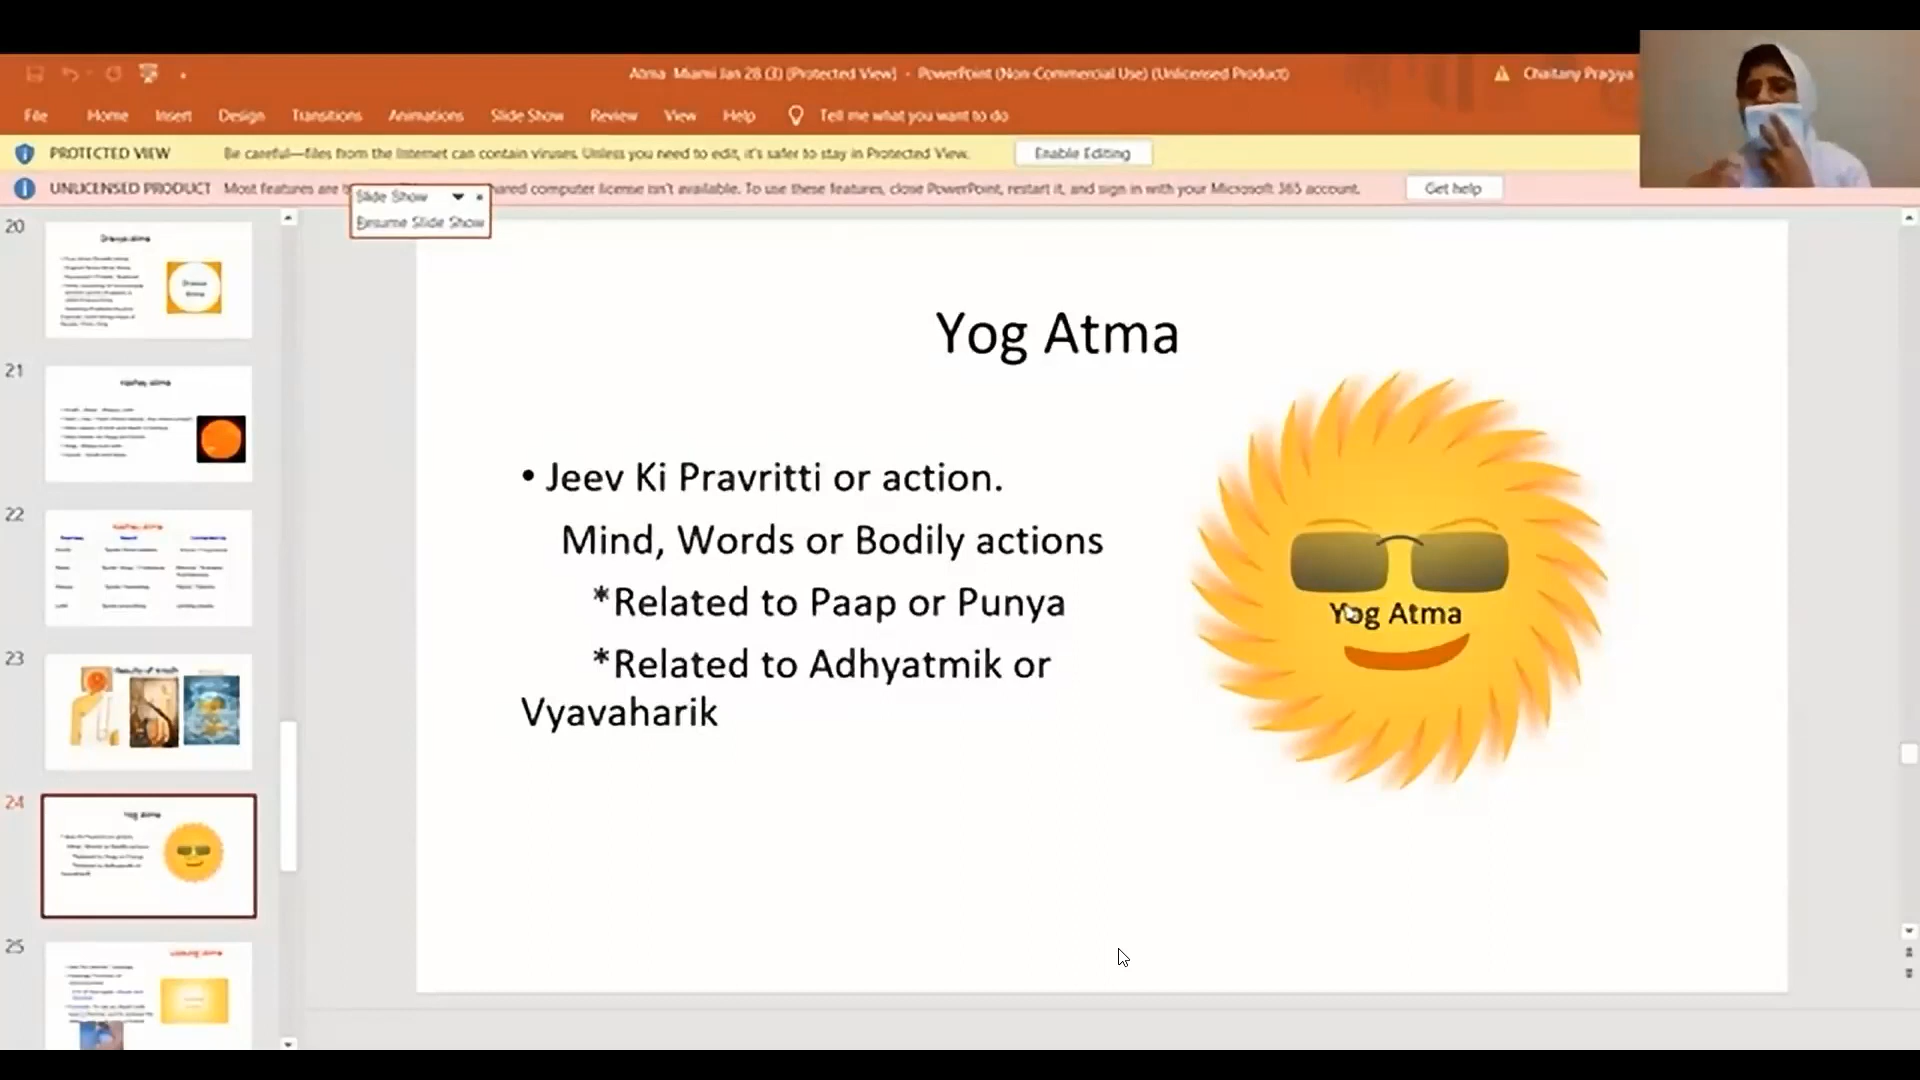 Atma Miami Jan 28 (3) [Protected View] - PowerPoint (Non-Commercial Use) (Unlicensed Product)
Chaitany Pragya
File Home Insert Design Transitions Animations Slide Show Review View Help Tell me what you want to do
PROTECTED VIEW Be careful—files from the Internet can contain viruses. Unless you need to edit, it's safer to stay in Protected View. Enable Editing
UNLICENSED PRODUCT Most features are computer license isn't available. To use these features, close PowerPoint, restart it, and sign in with your Microsoft 365 account. Get help
Slide Show
Resume Slide Show
20
21
22
23
24
Yog Atma
25
Yog Atma
• Jeev Ki Pravritti or action.
Mind, Words or Bodily actions
*Related to Paap or Punya
*Related to Adhyatmik or
Vyavaharik
Yog Atma